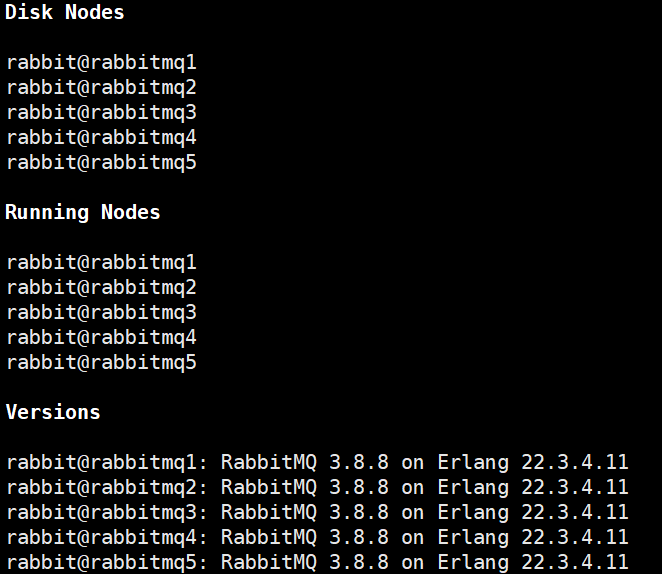 Disk Nodes
rabbit@rabbitmq1
rabbit@rabbitmq2
rabbit@rabbitmq3
rabbit@rabbitmq4
rabbit@rabbitmq5
Running Nodes
rabbit@rabbitmq1
rabbit@rabbitmq2
rabbit@rabbitmq3
rabbit@rabbitmq4
rabbit@rabbitmq5
Versions
rabbit@rabbitmq1: RabbitMQ 3.8.8 on Erlang 22.3.4.11
rabbit@rabbitmq2: RabbitMQ 3.8.8 on Erlang 22.3.4.11
rabbit@rabbitmq3: RabbitMQ 3.8.8 on Erlang 22.3.4.11
rabbit@rabbitmq4: RabbitMQ 3.8.8 on Erlang 22.3.4.11
rabbit@rabbitmq5: RabbitMQ 3.8.8 on Erlang 22.3.4.11